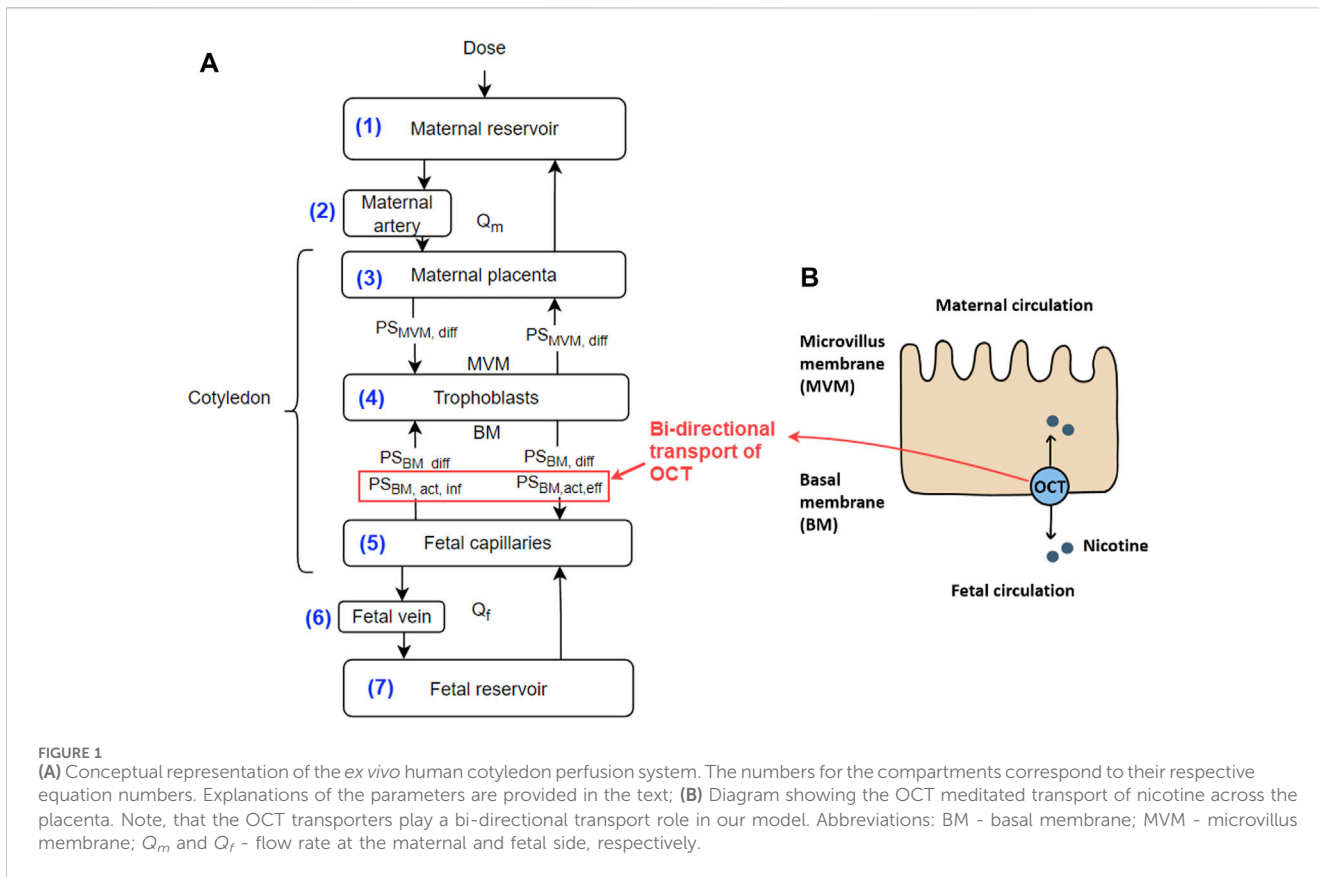 A
Dose
(1) Maternal reservoir
(2) Maternal
artery
Qm
(3) Maternal placenta
PSMVM, diff
PSMVM, diff
MVM
Cotyledon
(4) Trophoblasts
BM
PSBM diff
PSBM, diff
PSBM, act, inf
PSBM,act,eff
(5) Fetal capillaries
(6) Fetal vein
Qf
(7) Fetal reservoir
Bi-directional
transport of
OCT
B
Maternal circulation
Microvillus
membrane
(MVM)
Basal
membrane
(BM)
OCT
Nicotine
Fetal circulation
FIGURE 1
(A) Conceptual representation of the ex vivo human cotyledon perfusion system. The numbers for the compartments correspond to their respective
equation numbers. Explanations of the parameters are provided in the text; (B) Diagram showing the OCT meditated transport of nicotine across the
placenta. Note, that the OCT transporters play a bi-directional transport role in our model. Abbreviations: BM - basal membrane; MVM - microvillus
membrane; Qm and Qf - flow rate at the maternal and fetal side, respectively.